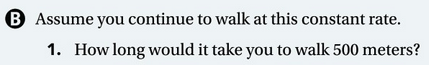 B Assume you continue to walk at this constant rate.
1. How long would it take you to walk 500 meters?